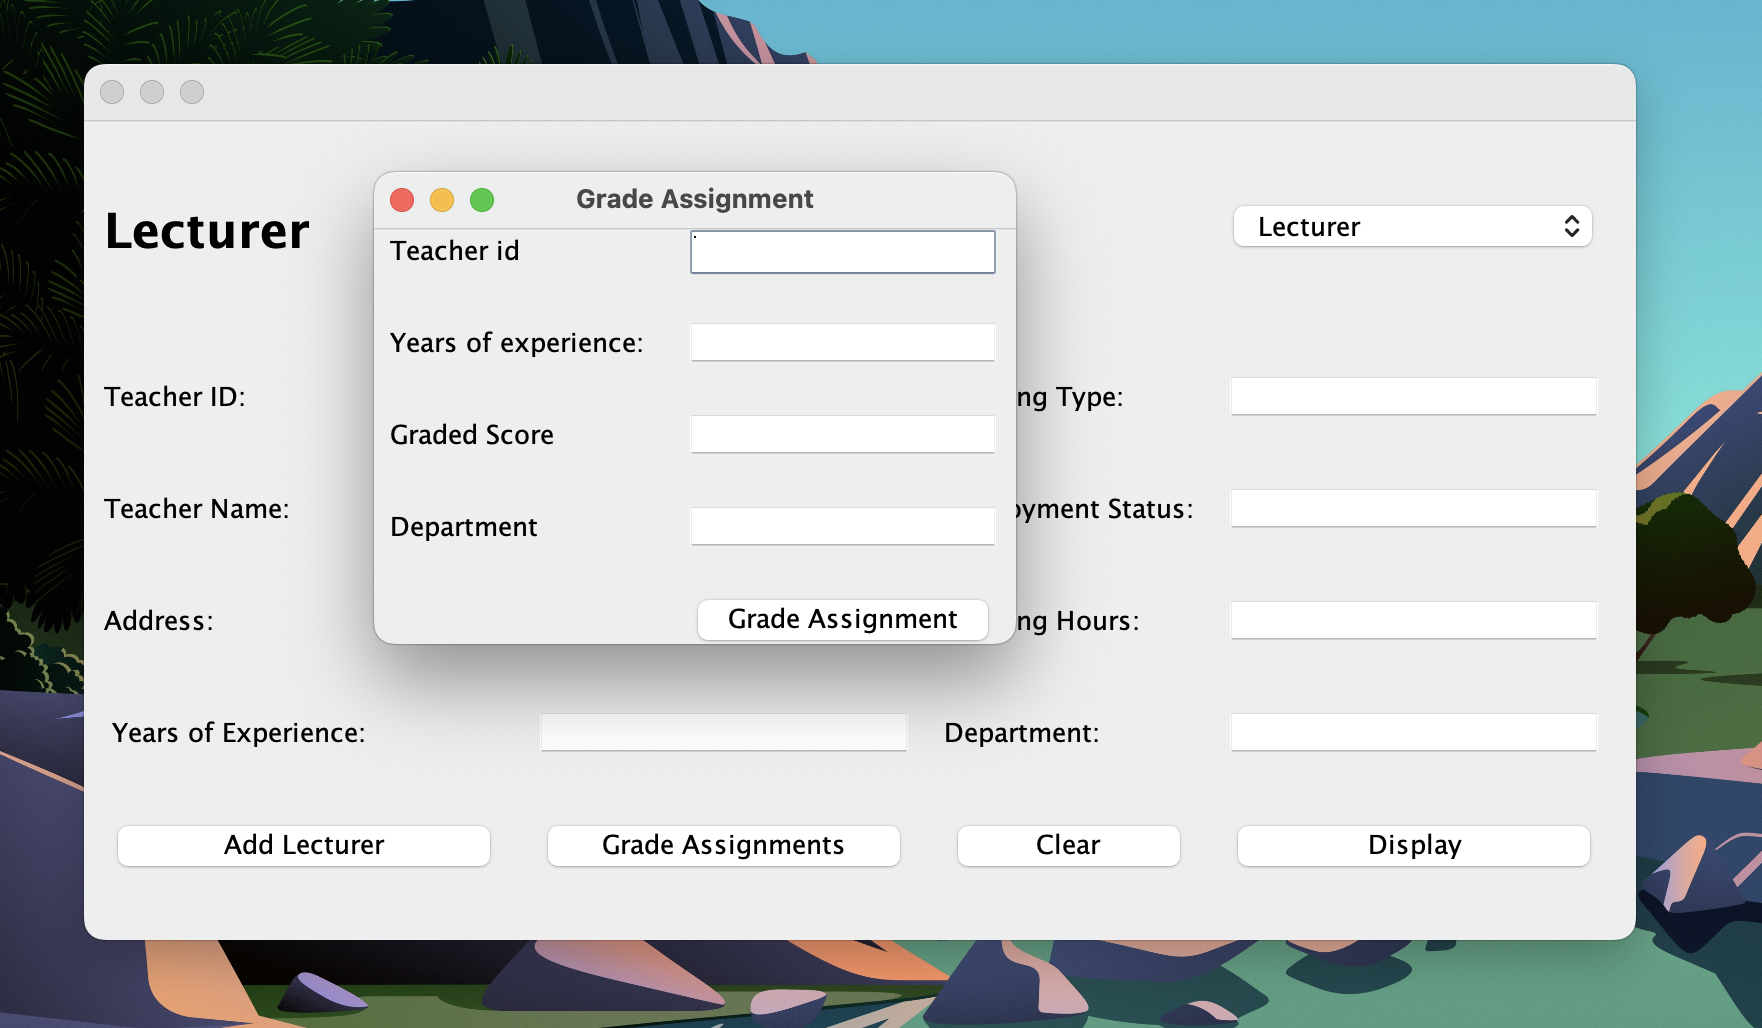 Grade Assignment
Teacher id
Years of experience:
Graded Score
Department
Grade Assignment
Lecturer
Lecturer
Teacher ID:
ng Type:
Teacher Name:
oyment Status:
Address:
ng Hours:
Years of Experience:
Department:
Add Lecturer
Grade Assignments
Clear
Display